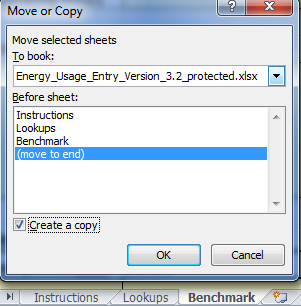 Move or Copy
Move selected sheets
To book:
Energy_Usage_Entry_Version_3.2_protected.xlsx
Before sheet:
Instructions
Lookups
Benchmark
(move to end)
Create a copy
OK Cancel
Instructions Lookups Benchmark